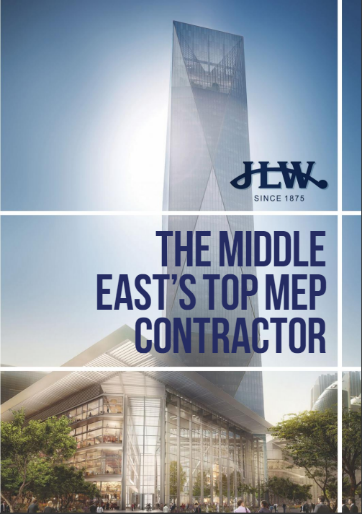 JLW
SINCE 1875
THE MIDDLE
EAST'S TOP MEP
CONTRACTOR